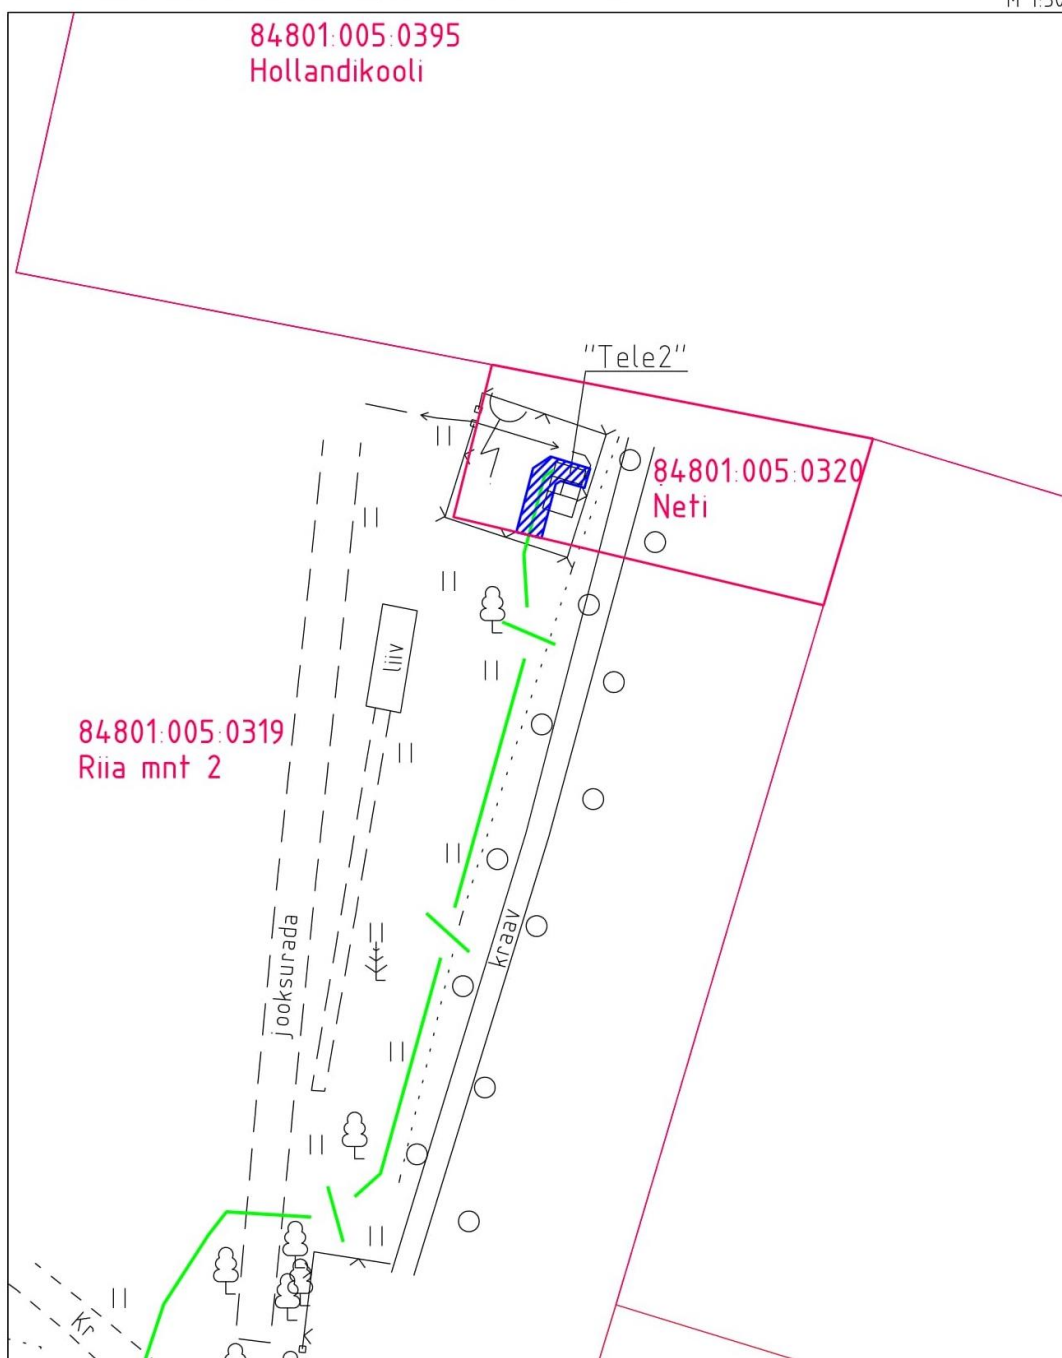 84801:005:0395
Hollandikooli
"Tele2"
84801:005:0320
Neti
liiv
84801:005:0319
Riia mnt 2
kraav
jooksurada
Kr